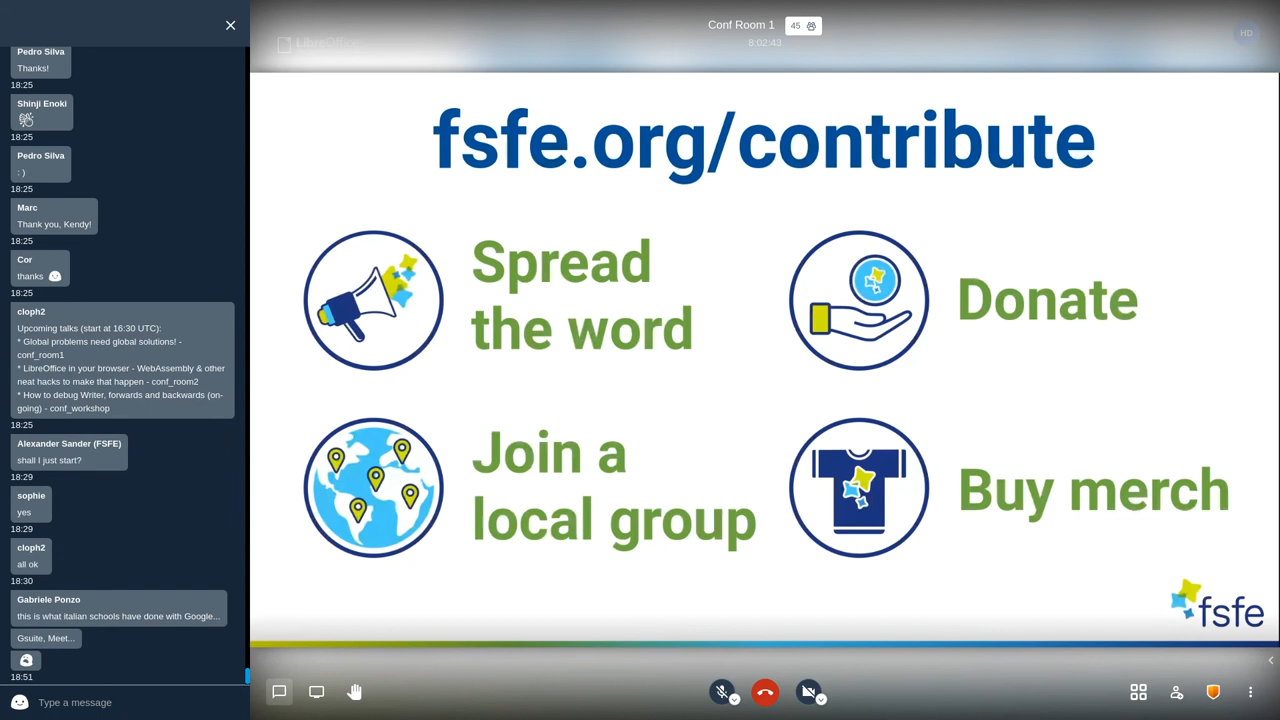 Pedro Silva
Thanks!
18:25
Shinji Enoki
18:25
Pedro Silva
: )
18:25
Marc
Thank you, Kendy!
18:25
Cor
thanks
18:25
cloph2
Upcoming talks (start at 16:30 UTC):
* Global problems need global solutions! -
conf_room1
* LibreOffice in your browser - WebAssembly & other
neat hacks to make that happen - conf_room2
* How to debug Writer, forwards and backwards (on-
going) - conf_workshop
18:25
Alexander Sander (FSFE)
shall I just start?
18:29
sophie
yes
18:29
cloph2
all ok
18:30
Gabriele Ponzo
this is what italian schools have done with Google...
Gsuite, Meet...
18:51
Type a message
LibreOffice
Conf Room 1
45
8:02:43
HD
fsfe.org/contribute
Spread
the word
Donate
Join a
local group
Buy merch
fsfe